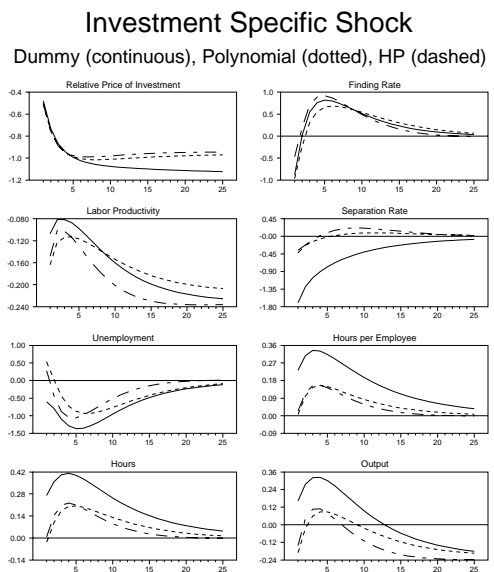 Investment Specific Shock
Dummy (continuous), Polynomial (dotted), HP (dashed)
Relative Price of Investment
-0.4
-0.6
-0.8
-1.0
-1.2
5 10 15 20 25
Finding Rate
1.0
0.5
0.0
-0.5
-1.0
5 10 15 20 25
Labor Productivity
-0.080
-0.120
-0.160
-0.200
-0.240
5 10 15 20 25
Separation Rate
0.45
-0.00
-0.45
-0.90
-1.35
-1.80
5 10 15 20 25
Unemployment
1.00
0.50
0.00
-0.50
-1.00
-1.50
5 10 15 20 25
Hours per Employee
0.36
0.27
0.18
0.09
0.00
-0.09
5 10 15 20 25
Hours
0.42
0.28
0.14
0.00
-0.14
5 10 15 20 25
Output
0.36
0.24
0.12
0.00
-0.12
-0.24
5 10 15 20 25